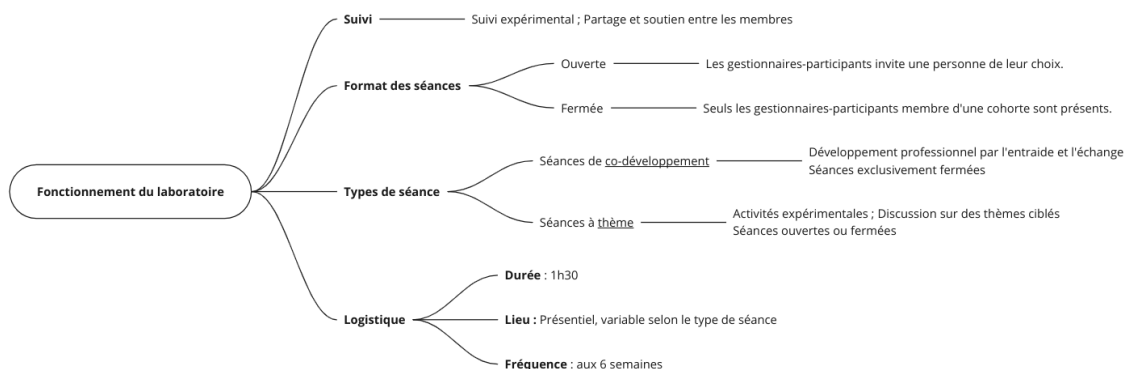 Fonctionnement du laboratoire
Suivi
Suivi expérimental ; Partage et soutien entre les membres
Format des séances
Ouverte
Les gestionnaires-participants invite une personne de leur choix.
Fermée
Seuls les gestionnaires-participants membre d'une cohorte sont présents.
Types de séance
Séances de co-développement
Développement professionnel par l'entraide et l'échange
Séances exclusivement fermées
Séances à thème
Activités expérimentales ; Discussion sur des thèmes ciblés
Séances ouvertes ou fermées
Logistique
Durée : 1h30
Lieu : Présentiel, variable selon le type de séance
Fréquence : aux 6 semaines